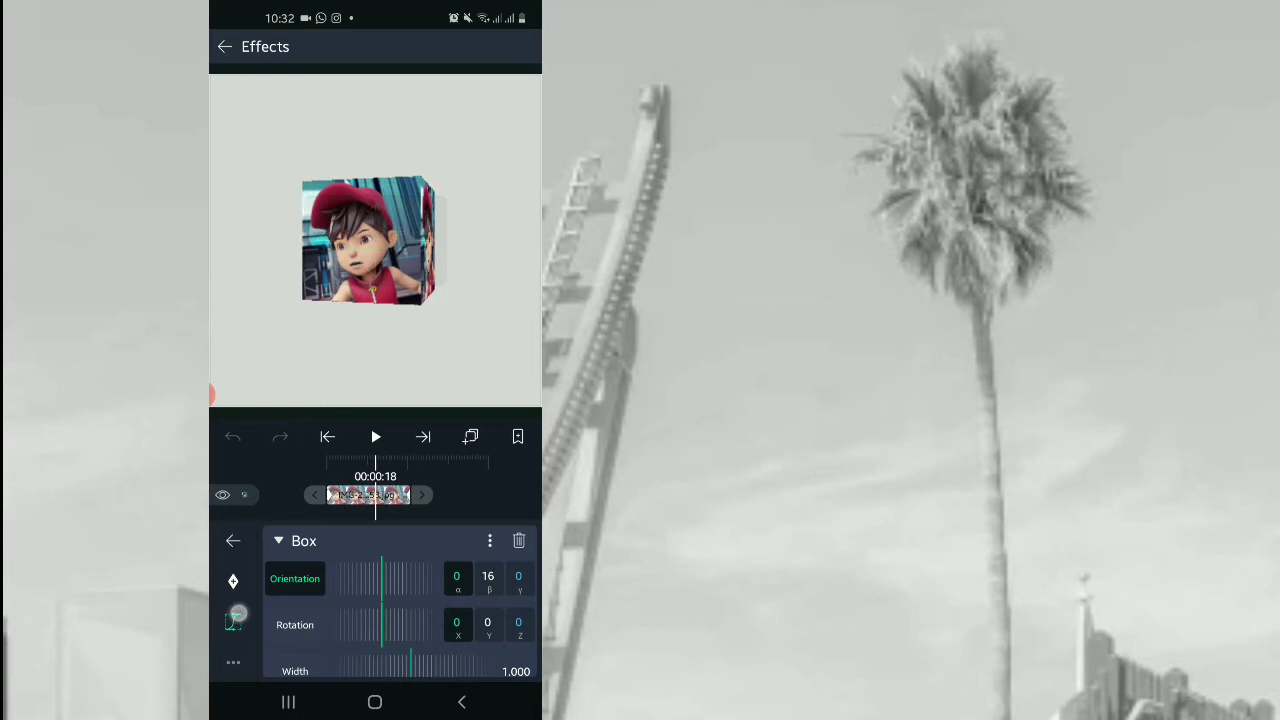 10:32
Effects
00:00:18
Box
Orientation
0
α
16
β
0
γ
Rotation
0
X
0
Y
0
Z
Width
1.000